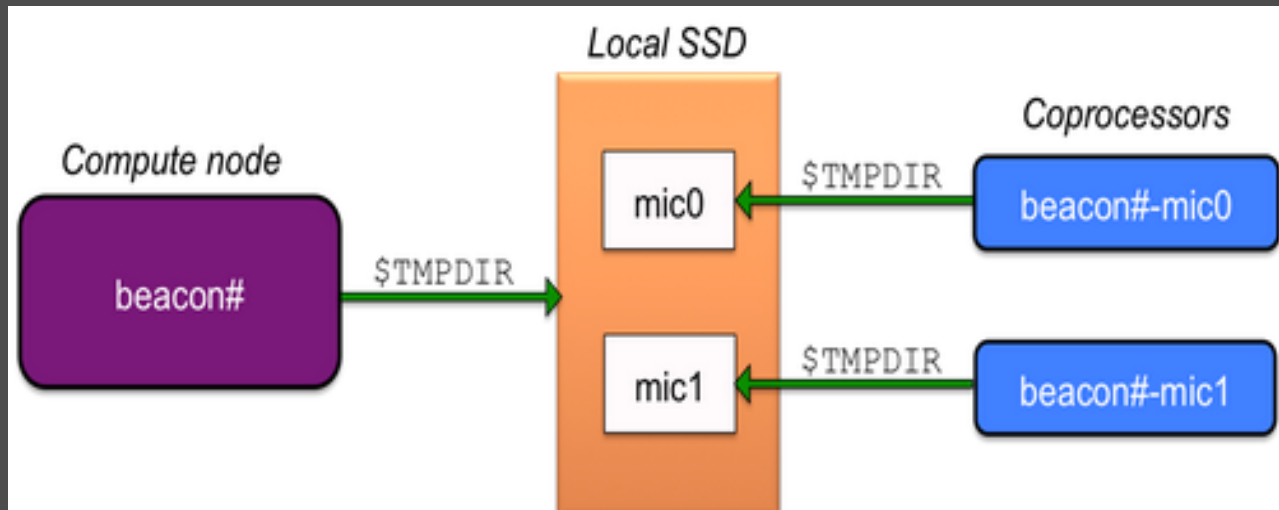 Local SSD
Compute node
Coprocessors
beacon#
$TMPDIR
mic0
$TMPDIR
beacon#-mic0
mic1
$TMPDIR
beacon#-mic1